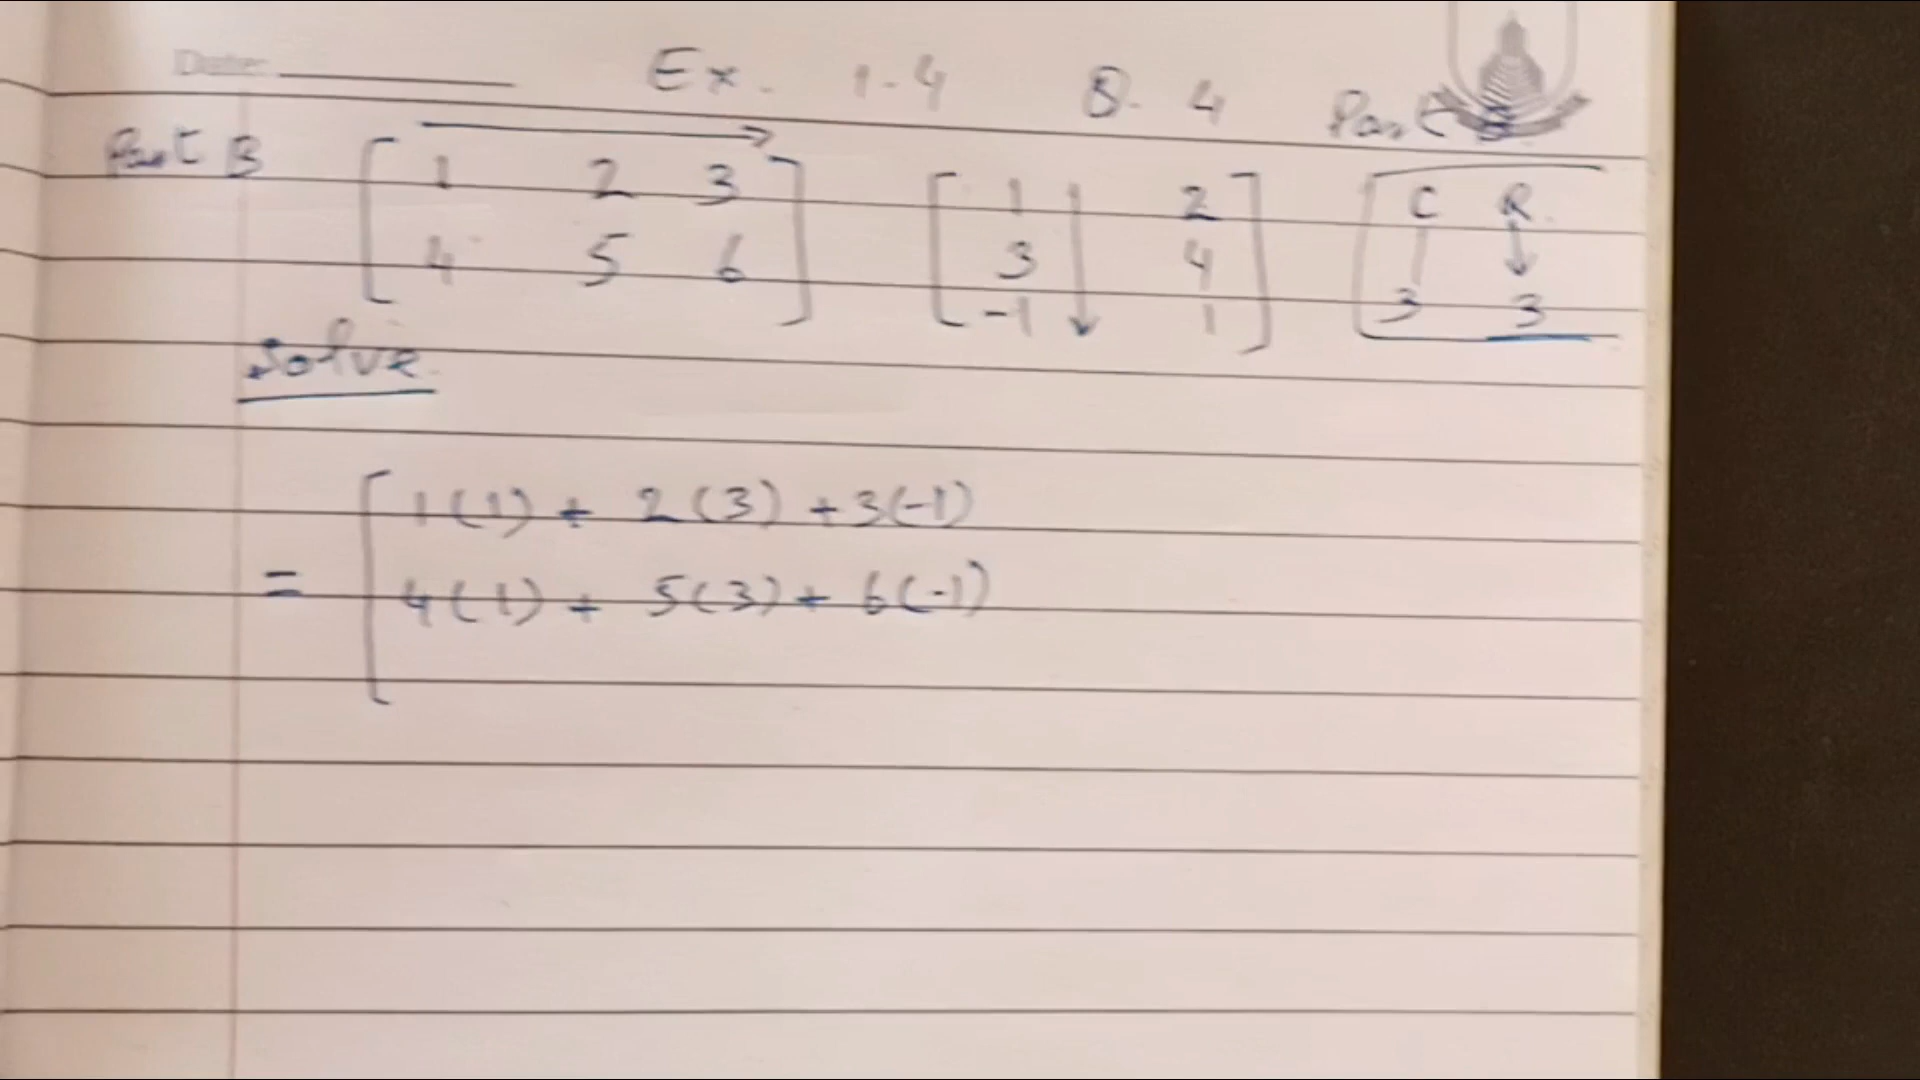 Date: Ex. 1-4 Q. 4 Part B
Part B [ 1 2 3 ] [ 1 2 ] C R
4 5 6 3 4
-1 1 3 3
Solve
[ 1(1) + 2(3) +3(-1)
= 4(1) + 5(3) + 6(-1)